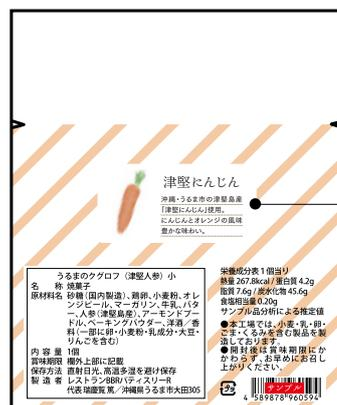 津堅にんじん
沖縄・うるま市の津堅島産
「津堅にんじん」使用。
にんじんとオレンジの風味
豊かな味わい。
うるまのクグロフ（津堅人参）小
名　　称 焼菓子
原材料名 砂糖（国内製造）、鶏卵、小麦粉、オレ
ンジピール、マーガリン、牛乳、バタ
ー、人参（津堅島産）、アーモンドプー
ドル、ベーキングパウダー、洋酒／香
料（一部に卵・小麦粉・乳成分・大豆・
りんごを含む）
内 容 量 1個
賞味期限 欄外上部に記載
保存方法 直射日光、高温多湿を避け保存
製 造 者 レストランBBRパティスリーR
代表 瑞慶覧 篤／沖縄県うるま市大田305
栄養成分表 1個当り
熱量 267.8kcal / 蛋白質 4.2g
脂質 7.6g / 炭水化物 45.6g
食塩相当量 0.20g
サンプル品分析による推定値
●本工場では、小麦・乳・卵・
ごま・くるみを含む製品を製
造しております。
●開封後は賞味期限にか
かわらず、お早めにお召し
上がりください。
プラ
サンプル
4 589878 960594